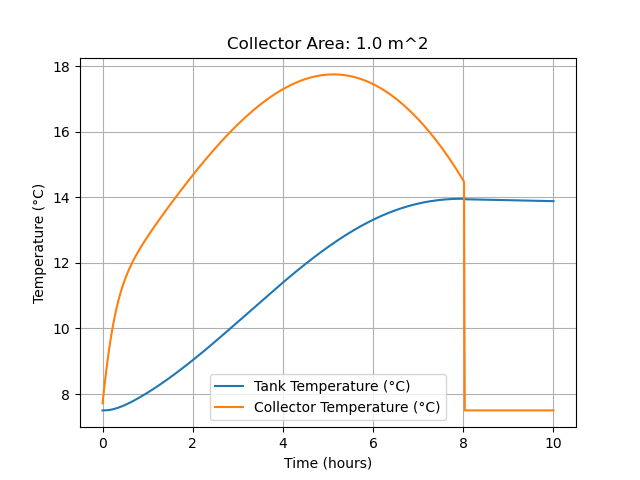 Collector Area: 1.0 m^2
18
16
14
12
10
8
Temperature (°C)
Tank Temperature (°C)
Collector Temperature (°C)
0 2 4 6 8 10
Time (hours)